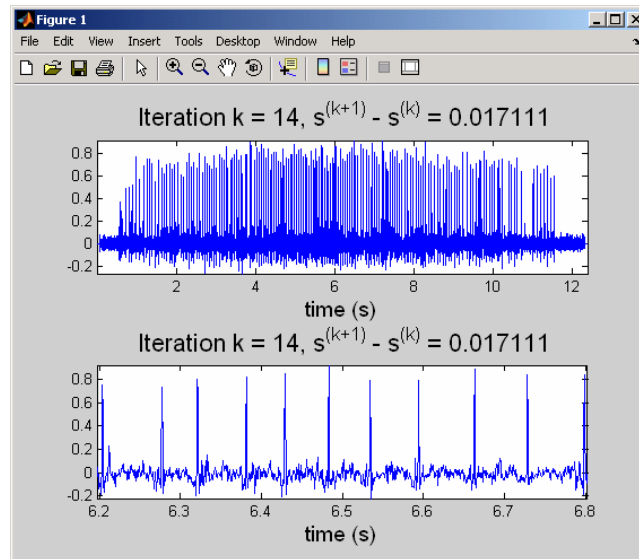 Figure 1
File Edit View Insert Tools Desktop Window Help
Iteration k = 14, s^(k+1) - s^(k) = 0.017111
0.8
0.6
0.4
0.2
0
-0.2
2 4 6 8 10 12
time (s)
Iteration k = 14, s^(k+1) - s^(k) = 0.017111
0.8
0.6
0.4
0.2
0
-0.2
6.2 6.3 6.4 6.5 6.6 6.7 6.8
time (s)